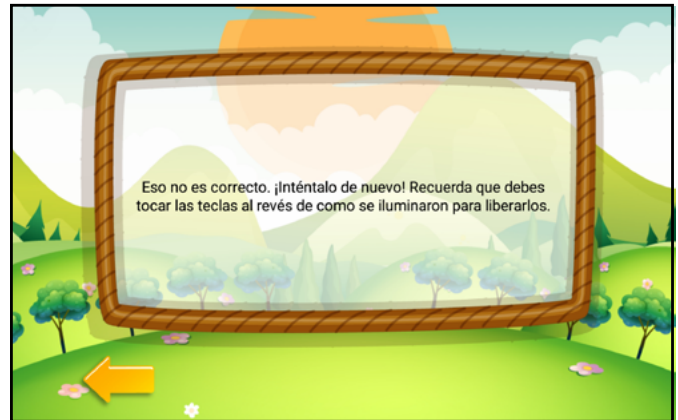 Eso no es correcto. ¡Inténtalo de nuevo! Recuerda que debes
tocar las teclas al revés de como se iluminaron para liberarlos.